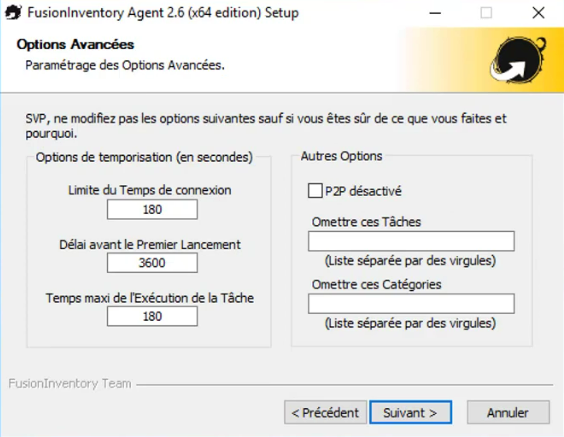 FusionInventory Agent 2.6 (x64 edition) Setup
Options Avancées
Paramétrage des Options Avancées.
SVP, ne modifiez pas les options suivantes sauf si vous êtes sûr de ce que vous faites et
pourquoi.
Options de temporisation (en secondes)
Limite du Temps de connexion
180
Délai avant le Premier Lancement
3600
Temps maxi de l'Exécution de la Tâche
180
Autres Options
P2P désactivé
Omettre ces Tâches
(Liste séparée par des virgules)
Omettre ces Catégories
(Liste séparée par des virgules)
FusionInventory Team
< Précédent
Suivant >
Annuler